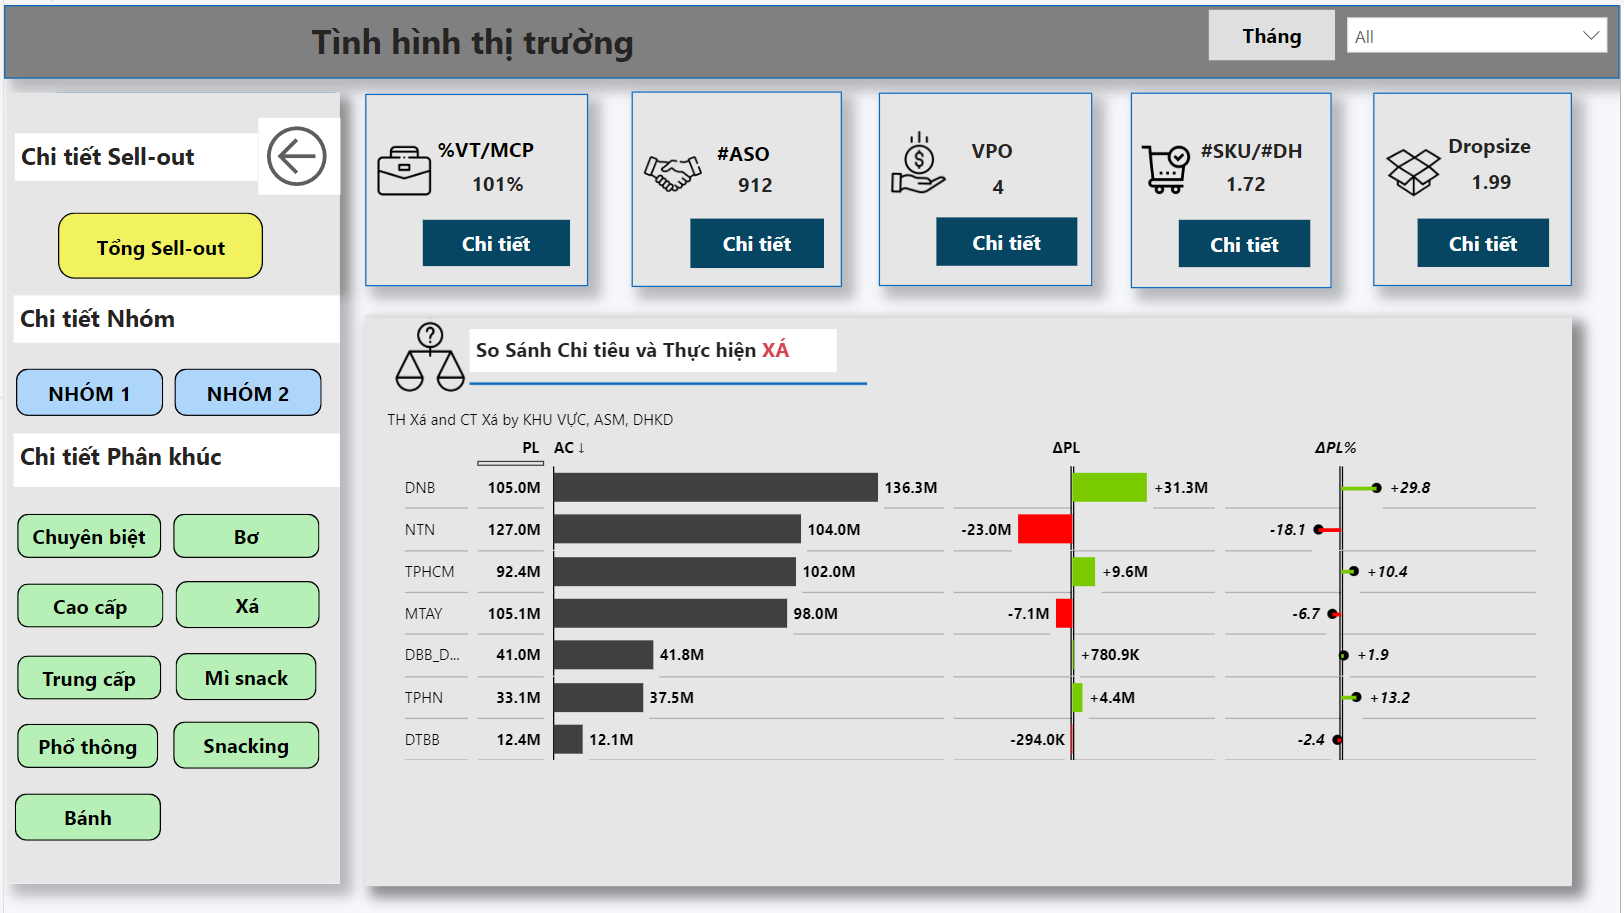 Tình hình thị trường
Tháng
All
Chi tiết Sell-out
Tổng Sell-out
Chi tiết Nhóm
NHÓM 1
NHÓM 2
Chi tiết Phân khúc
Chuyên biệt
Bơ
Cao cấp
Xá
Trung cấp
Mì snack
Phổ thông
Snacking
Bánh
%VT/MCP
101%
Chi tiết
#ASO
912
Chi tiết
VPO
4
Chi tiết
#SKU/#DH
1.72
Chi tiết
Dropsize
1.99
Chi tiết
?
So Sánh Chỉ tiêu và Thực hiện XÁ
TH Xá and CT Xá by KHU VỰC, ASM, DHKD
PL AC ↓ ΔPL ΔPL%
DNB 105.0M 136.3M +31.3M +29.8
NTN 127.0M 104.0M -23.0M -18.1
TPHCM 92.4M 102.0M +9.6M +10.4
MTAY 105.1M 98.0M -7.1M -6.7
DBB_D... 41.0M 41.8M +780.9K +1.9
TPHN 33.1M 37.5M +4.4M +13.2
DTBB 12.4M 12.1M -294.0K -2.4